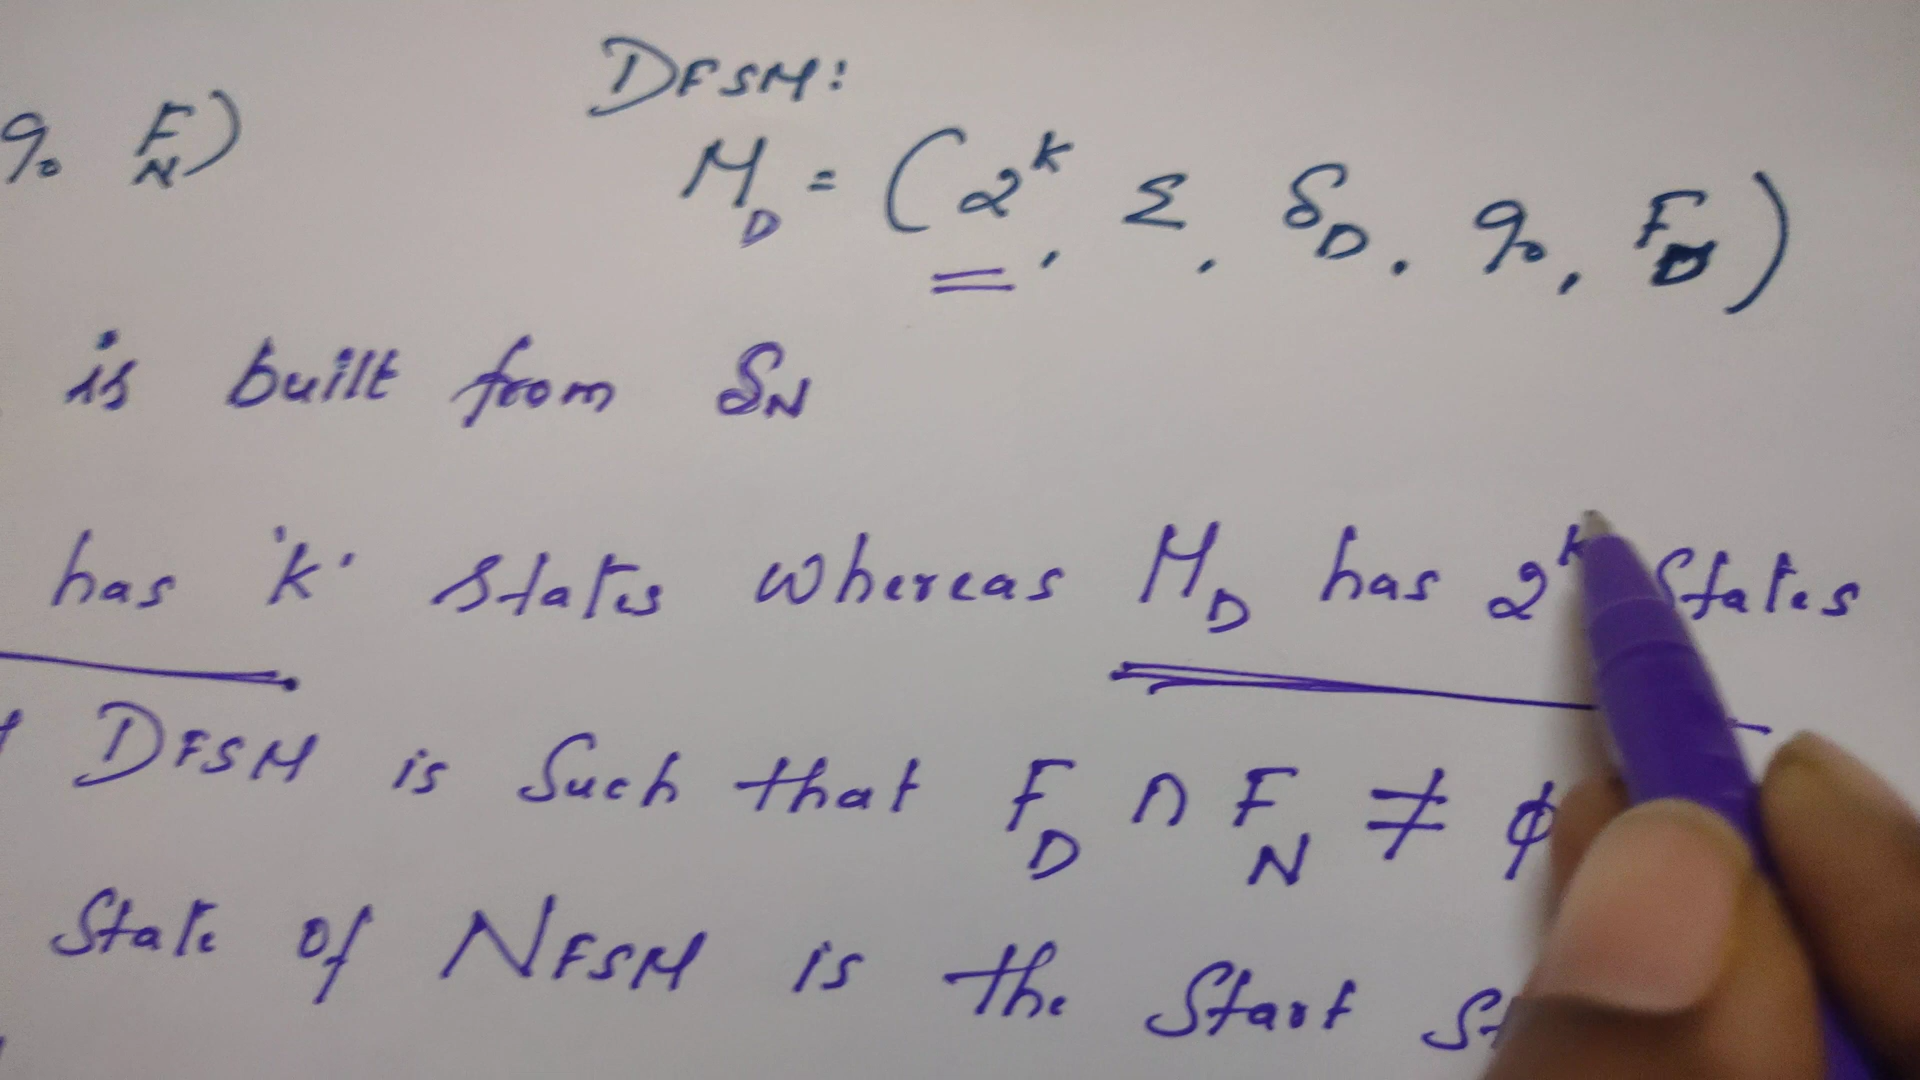 DFSM:
q₀ F_N)
M_D = (2^k, Σ, δ_D, q₀, F_D)
is built from δ_N
has 'k' states whereas M_D has 2^k States
DFSM is Such that F_D ∩ F_N ≠ ϕ
State of NFSM is the Start